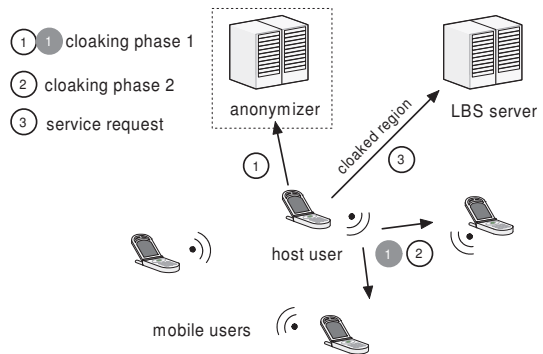 1 1 cloaking phase 1
2 cloaking phase 2
3 service request
anonymizer
LBS server
cloaked region
1
3
host user
1 2
mobile users